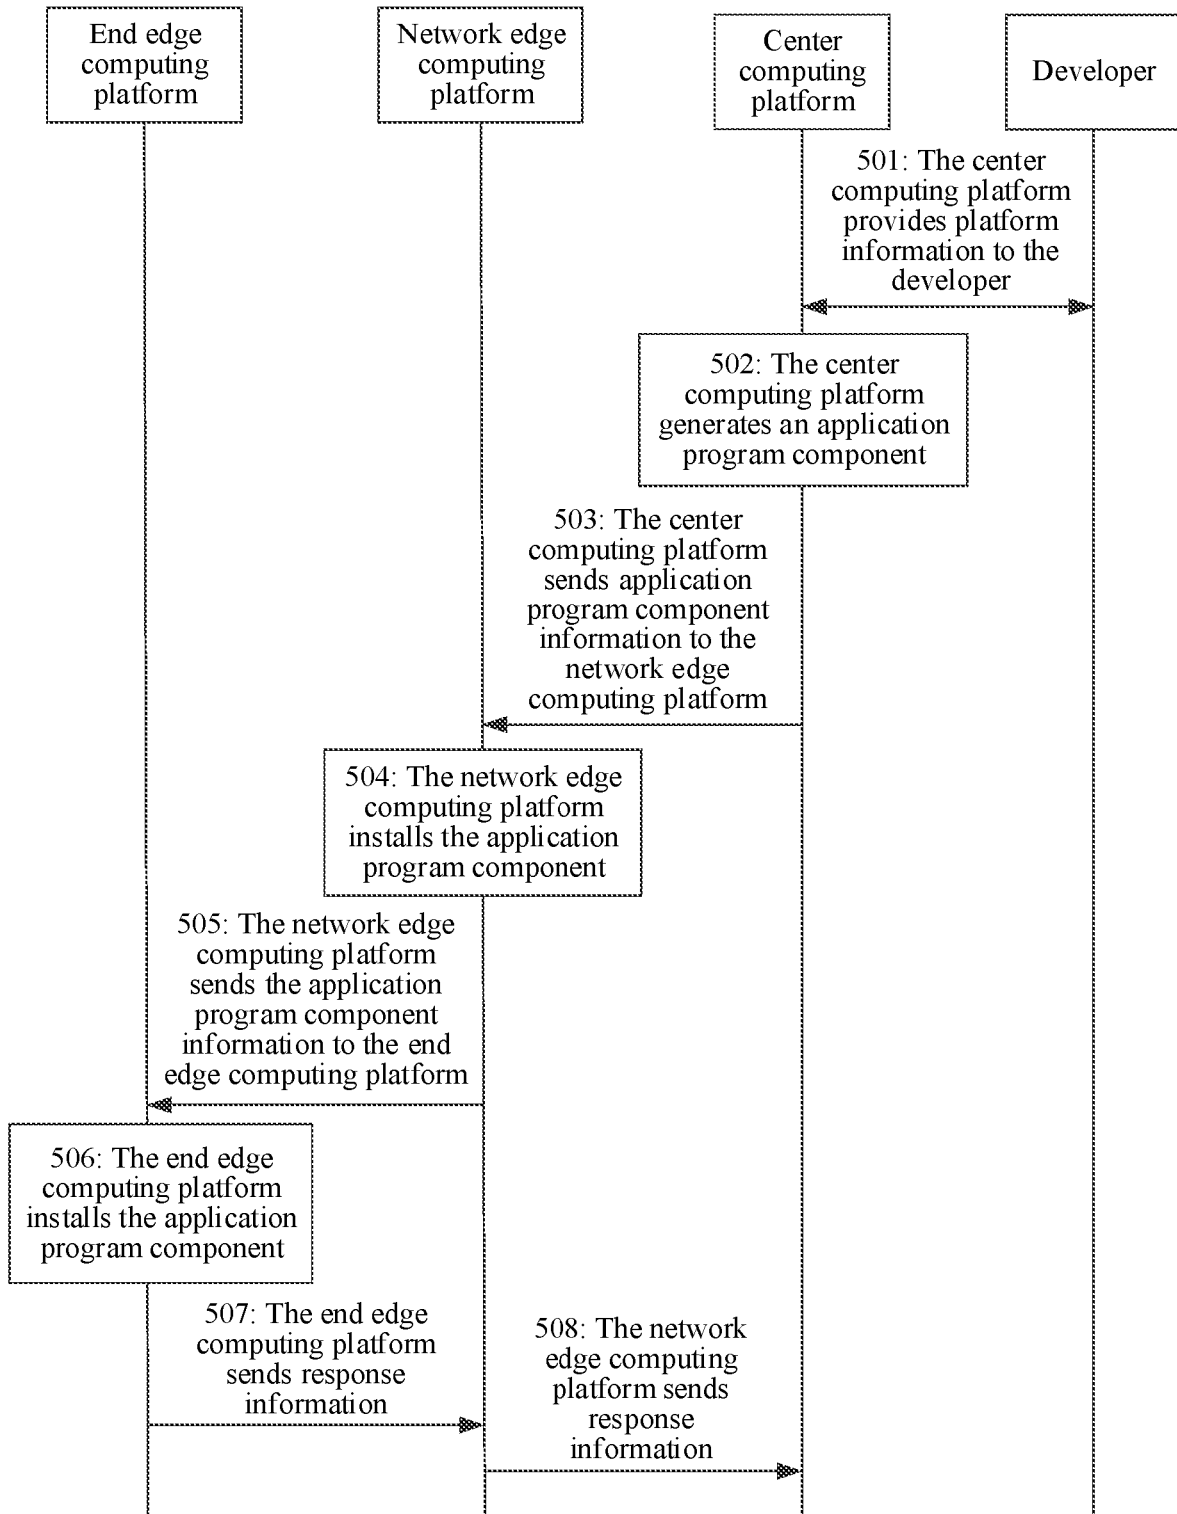 End edge
computing
platform
Network edge
computing
platform
Center
computing
platform
Developer
501: The center
computing platform
provides platform
information to the
developer
502: The center
computing platform
generates an application
program component
503: The center
computing platform
sends application
program component
information to the
network edge
computing platform
504: The network edge
computing platform
installs the application
program component
505: The network edge
computing platform
sends the application
program component
information to the end
edge computing platform
506: The end edge
computing platform
installs the application
program component
507: The end edge
computing platform
sends response
information
508: The network
edge computing
platform sends
response
information